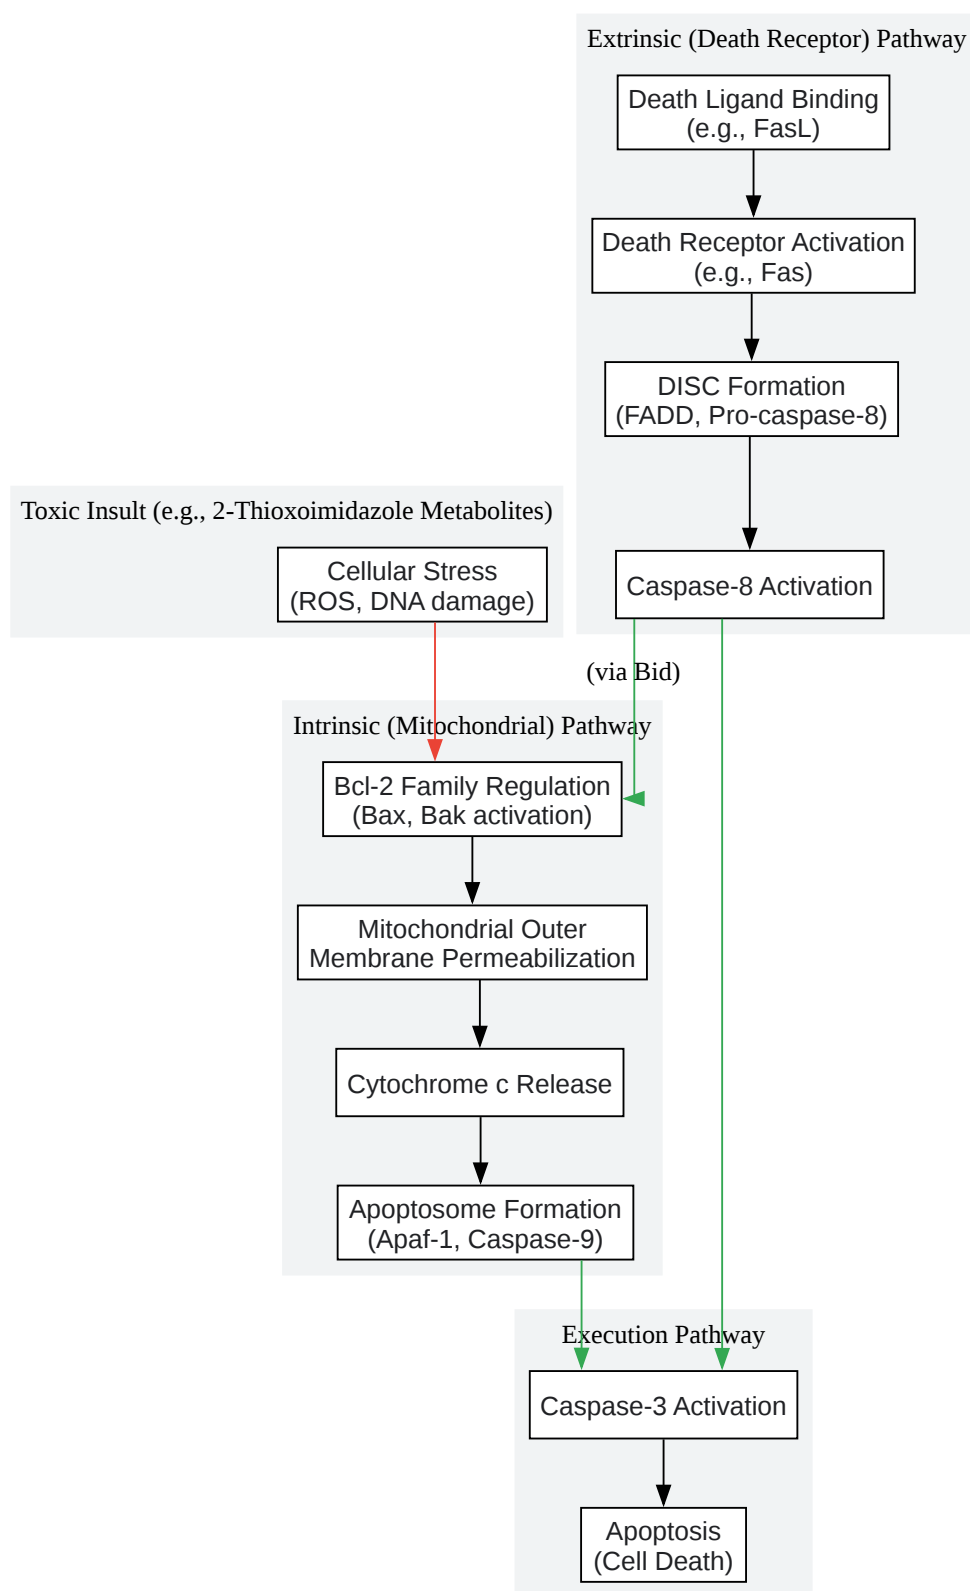 Extrinsic (Death Receptor) Pathway
Death Ligand Binding
(e.g., FasL)
Death Receptor Activation
(e.g., Fas)
DISC Formation
(FADD, Pro-caspase-8)
Toxic Insult (e.g., 2-Thioxoimidazole Metabolites)
Cellular Stress
(ROS, DNA damage)
Caspase-8 Activation
(via Bid)
Intrinsic (Mitochondrial) Pathway
Bcl-2 Family Regulation
(Bax, Bak activation)
Mitochondrial Outer
Membrane Permeabilization
Cytochrome c Release
Apoptosome Formation
(Apaf-1, Caspase-9)
Execution Pathway
Caspase-3 Activation
Apoptosis
(Cell Death)